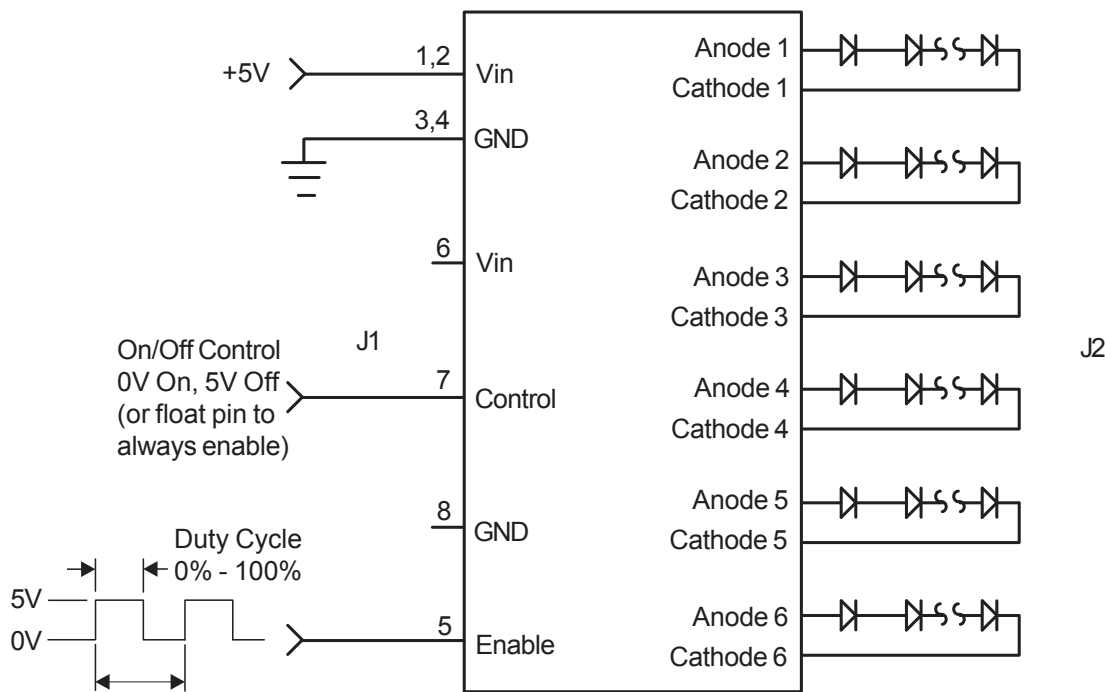 +5V
1,2
Vin
3,4
GND
6
Vin
J1
On/Off Control
0V On, 5V Off
(or float pin to
always enable)
7
Control
8
GND
Duty Cycle
0% - 100%
5V
0V
5
Enable
Anode 1
Cathode 1
Anode 2
Cathode 2
Anode 3
Cathode 3
Anode 4
Cathode 4
Anode 5
Cathode 5
Anode 6
Cathode 6
J2